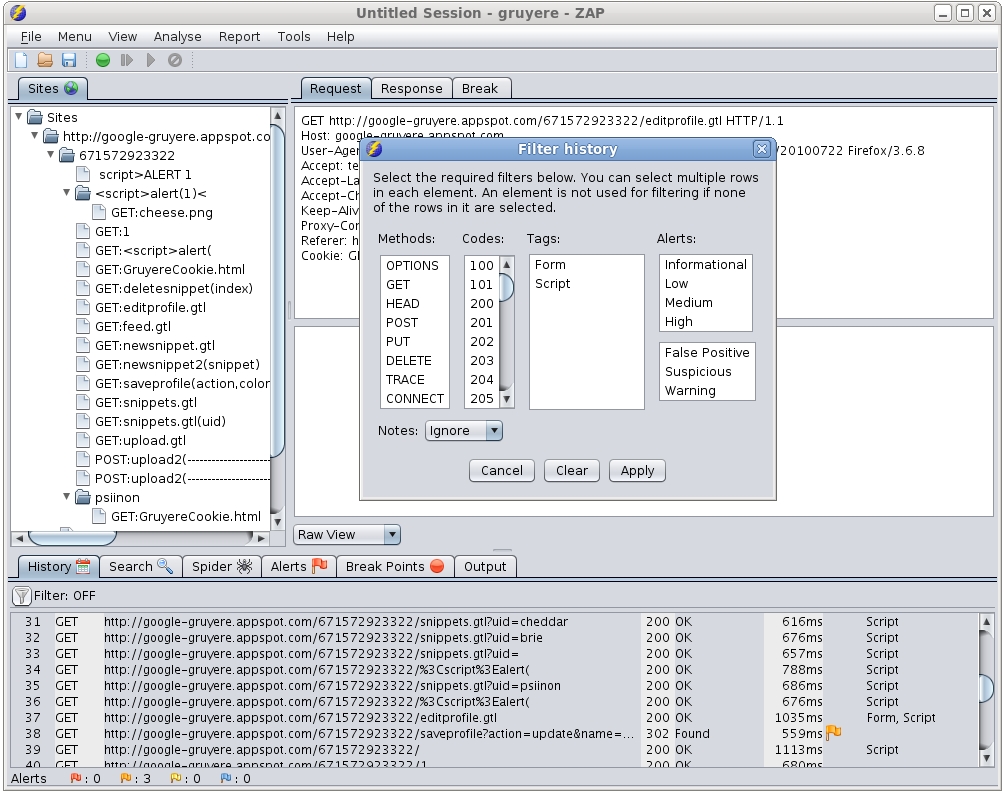 Untitled Session - gruyere - ZAP
File Menu View Analyse Report Tools Help
Sites
Request Response Break
Sites
http://google-gruyere.appspot.co
671572923322
script>ALERT 1
<script>alert(1)<
GET:cheese.png
GET:1
GET:<script>alert(
GET:GruyereCookie.html
GET:deletesnippet(index)
GET:editprofile.gtl
GET:feed.gtl
GET:newsnippet.gtl
GET:newsnippet2(snippet)
GET:saveprofile(action,color
GET:snippets.gtl
GET:snippets.gtl(uid)
GET:upload.gtl
POST:upload2(---------------------
POST:upload2(---------------------
psiinon
GET:GruyereCookie.html
GET http://google-gruyere.appspot.com/671572923322/editprofile.gtl HTTP/1.1
Host: google-gruyere.appspot.com
User-Agen /20100722 Firefox/3.6.8
Accept: te
Accept-La
Accept-Ch
Keep-Aliv
Proxy-Con
Referer: h
Cookie: GI
Filter history
Select the required filters below. You can select multiple rows
in each element. An element is not used for filtering if none
of the rows in it are selected.
Methods: Codes: Tags: Alerts:
OPTIONS 100 Form Informational
GET 101 Script Low
HEAD 200 Medium
POST 201 High
PUT 202 False Positive
DELETE 203 Suspicious
TRACE 204 Warning
CONNECT 205
Notes: Ignore
Cancel Clear Apply
Raw View
History Search Spider Alerts Break Points Output
Filter: OFF
31 GET http://google-gruyere.appspot.com/671572923322/snippets.gtl?uid=cheddar 200 OK 616ms Script
32 GET http://google-gruyere.appspot.com/671572923322/snippets.gtl?uid=brie 200 OK 676ms Script
33 GET http://google-gruyere.appspot.com/671572923322/snippets.gtl?uid= 200 OK 657ms Script
34 GET http://google-gruyere.appspot.com/671572923322/%3Cscript%3Ealert( 200 OK 788ms Script
35 GET http://google-gruyere.appspot.com/671572923322/snippets.gtl?uid=psiinon 200 OK 686ms Script
36 GET http://google-gruyere.appspot.com/671572923322/%3Cscript%3Ealert( 200 OK 676ms Script
37 GET http://google-gruyere.appspot.com/671572923322/editprofile.gtl 200 OK 1035ms Form, Script
38 GET http://google-gruyere.appspot.com/671572923322/saveprofile?action=update&name=... 302 Found 559ms
39 GET http://google-gruyere.appspot.com/671572923322/ 200 OK 1113ms Script
40 GET http://google-gruyere.appspot.com/671572923322/1 200 OK 680ms
Alerts : 0 : 3 : 0 : 0